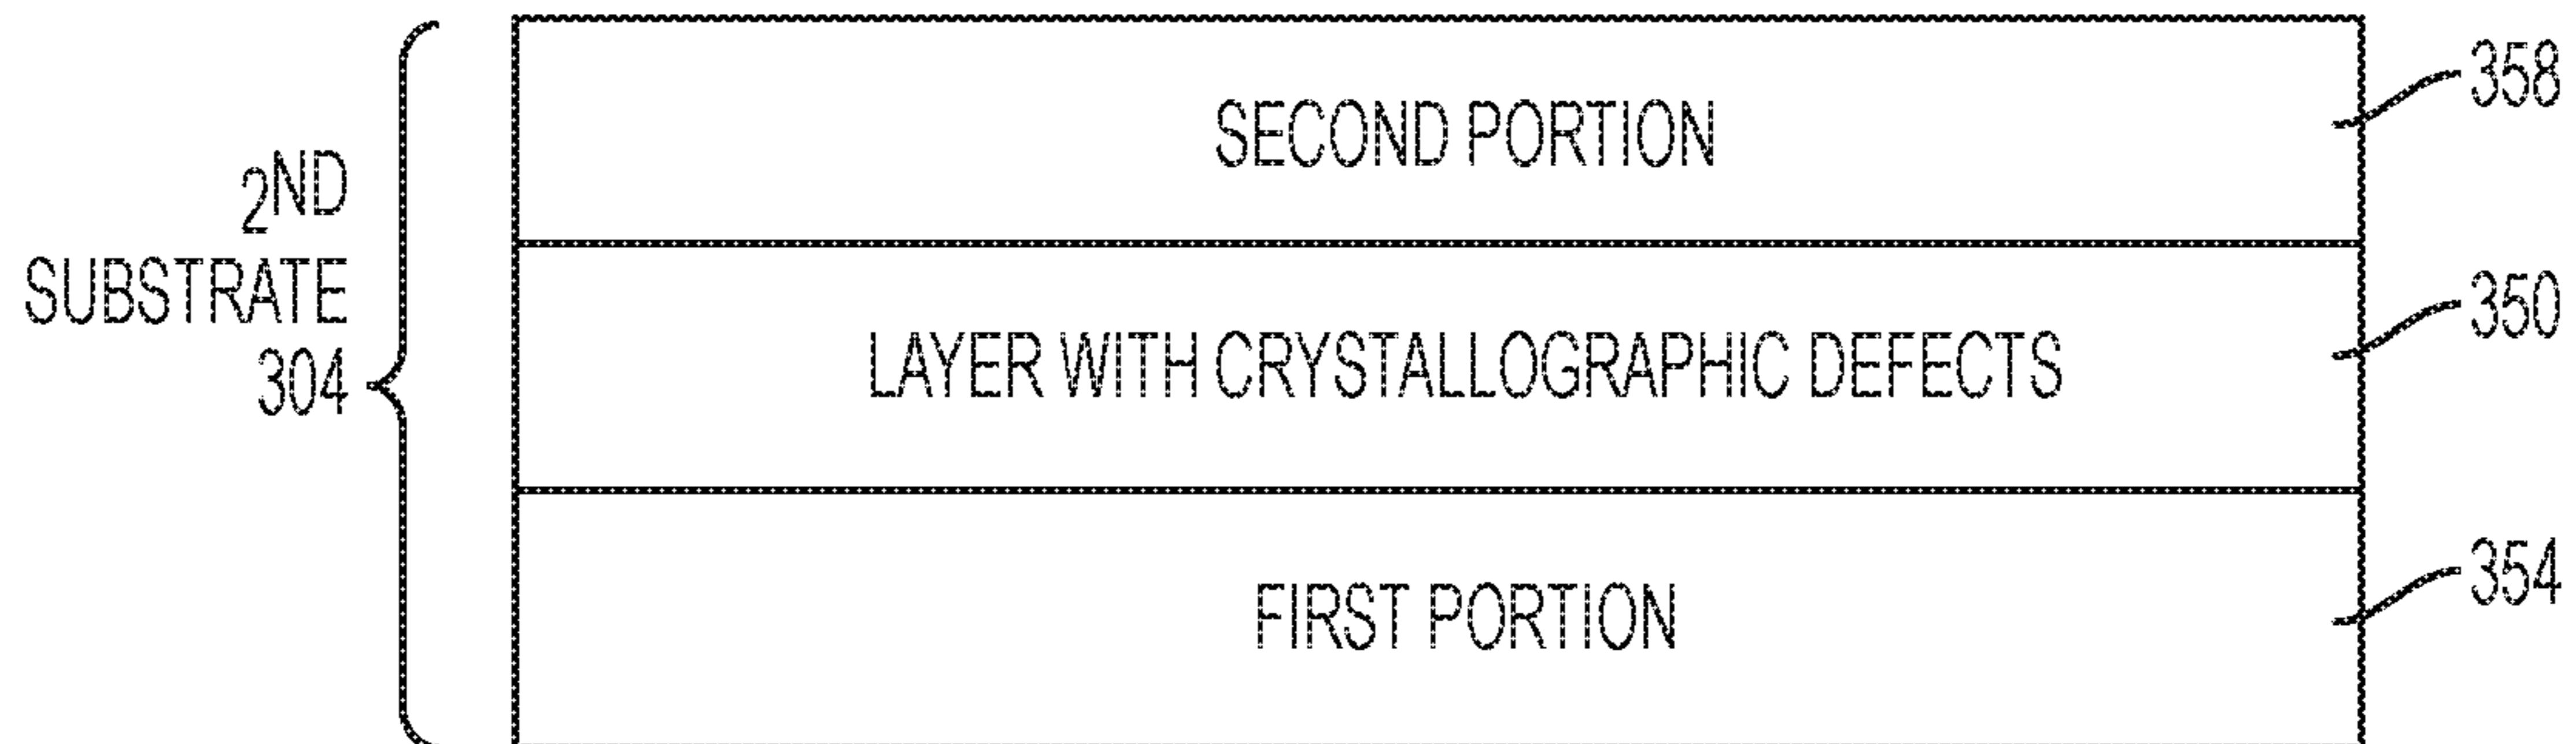 2ND
SUBSTRATE
304
SECOND PORTION
358
LAYER WITH CRYSTALLOGRAPHIC DEFECTS
350
FIRST PORTION
354